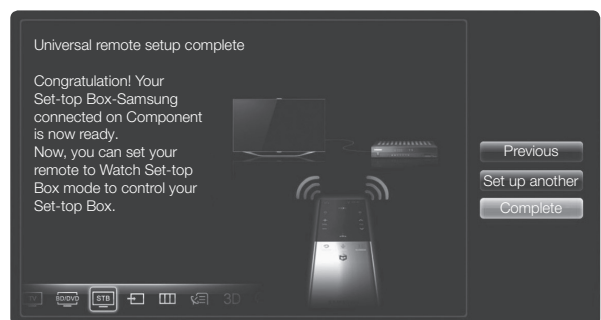 Universal remote setup complete
Congratulation! Your
Set-top Box-Samsung
connected on Component
is now ready.
Now, you can set your
remote to Watch Set-top
Box mode to control your
Set-top Box.
Previous
Set up another
Complete
TV BD/DVD STB 3D